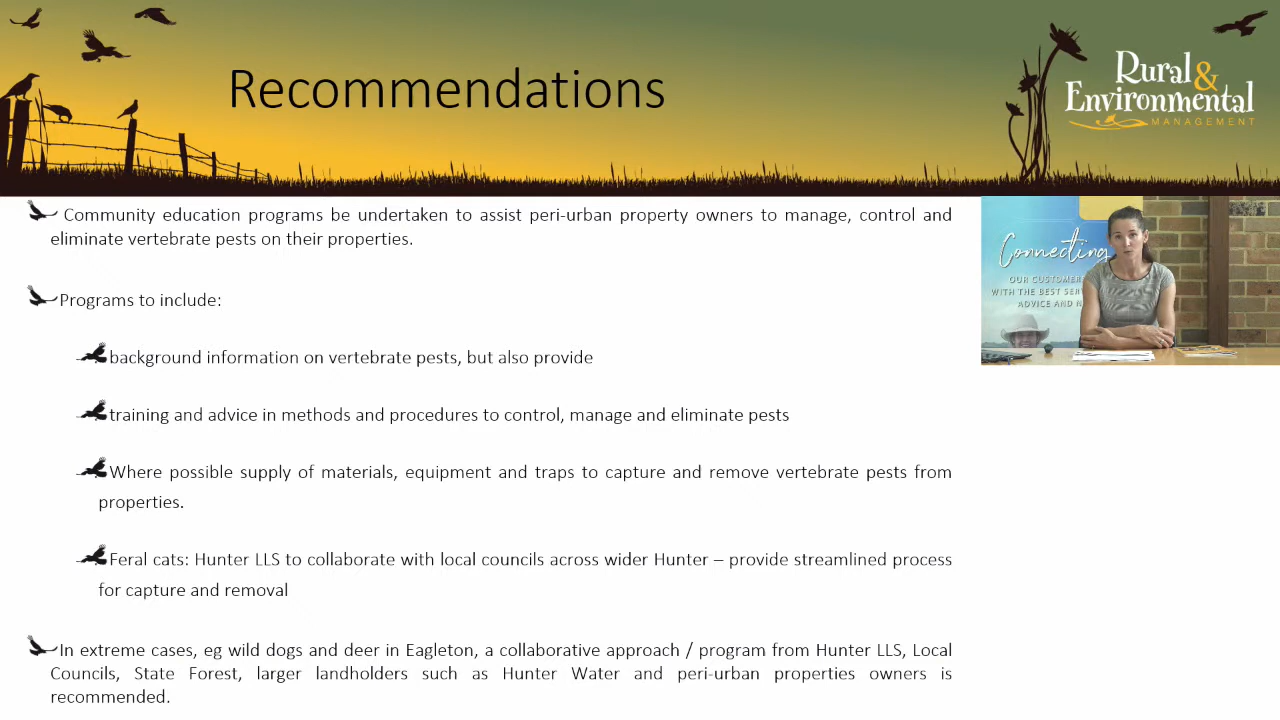 Recommendations
Rural &
Environmental
MANAGEMENT
Community education programs be undertaken to assist peri-urban property owners to manage, control and
eliminate vertebrate pests on their properties.
Programs to include:
background information on vertebrate pests, but also provide
training and advice in methods and procedures to control, manage and eliminate pests
Where possible supply of materials, equipment and traps to capture and remove vertebrate pests from
properties.
Feral cats: Hunter LLS to collaborate with local councils across wider Hunter – provide streamlined process
for capture and removal
In extreme cases, eg wild dogs and deer in Eagleton, a collaborative approach / program from Hunter LLS, Local
Councils, State Forest, larger landholders such as Hunter Water and peri-urban properties owners is
recommended.
Connecting
OUR CUSTOMER
WITH THE BEST SER
ADVICE AND N